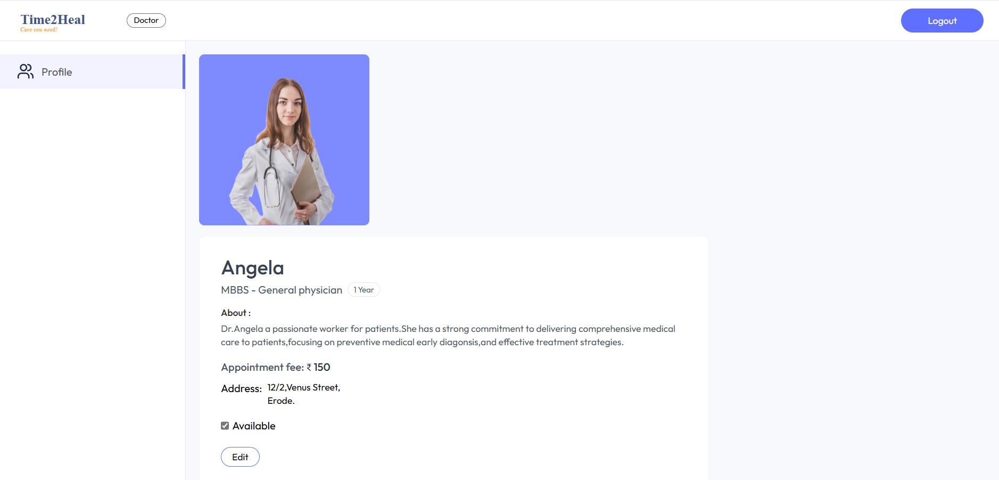 Time2Heal
Care you need!
Doctor
Logout
Profile
Angela
MBBS - General physician 1 Year
About :
Dr.Angela a passionate worker for patients.She has a strong commitment to delivering comprehensive medical
care to patients,focusing on preventive medical early diagonsis,and effective treatment strategies.
Appointment fee: ₹ 150
Address: 12/2,Venus Street,
Erode.
Available
Edit